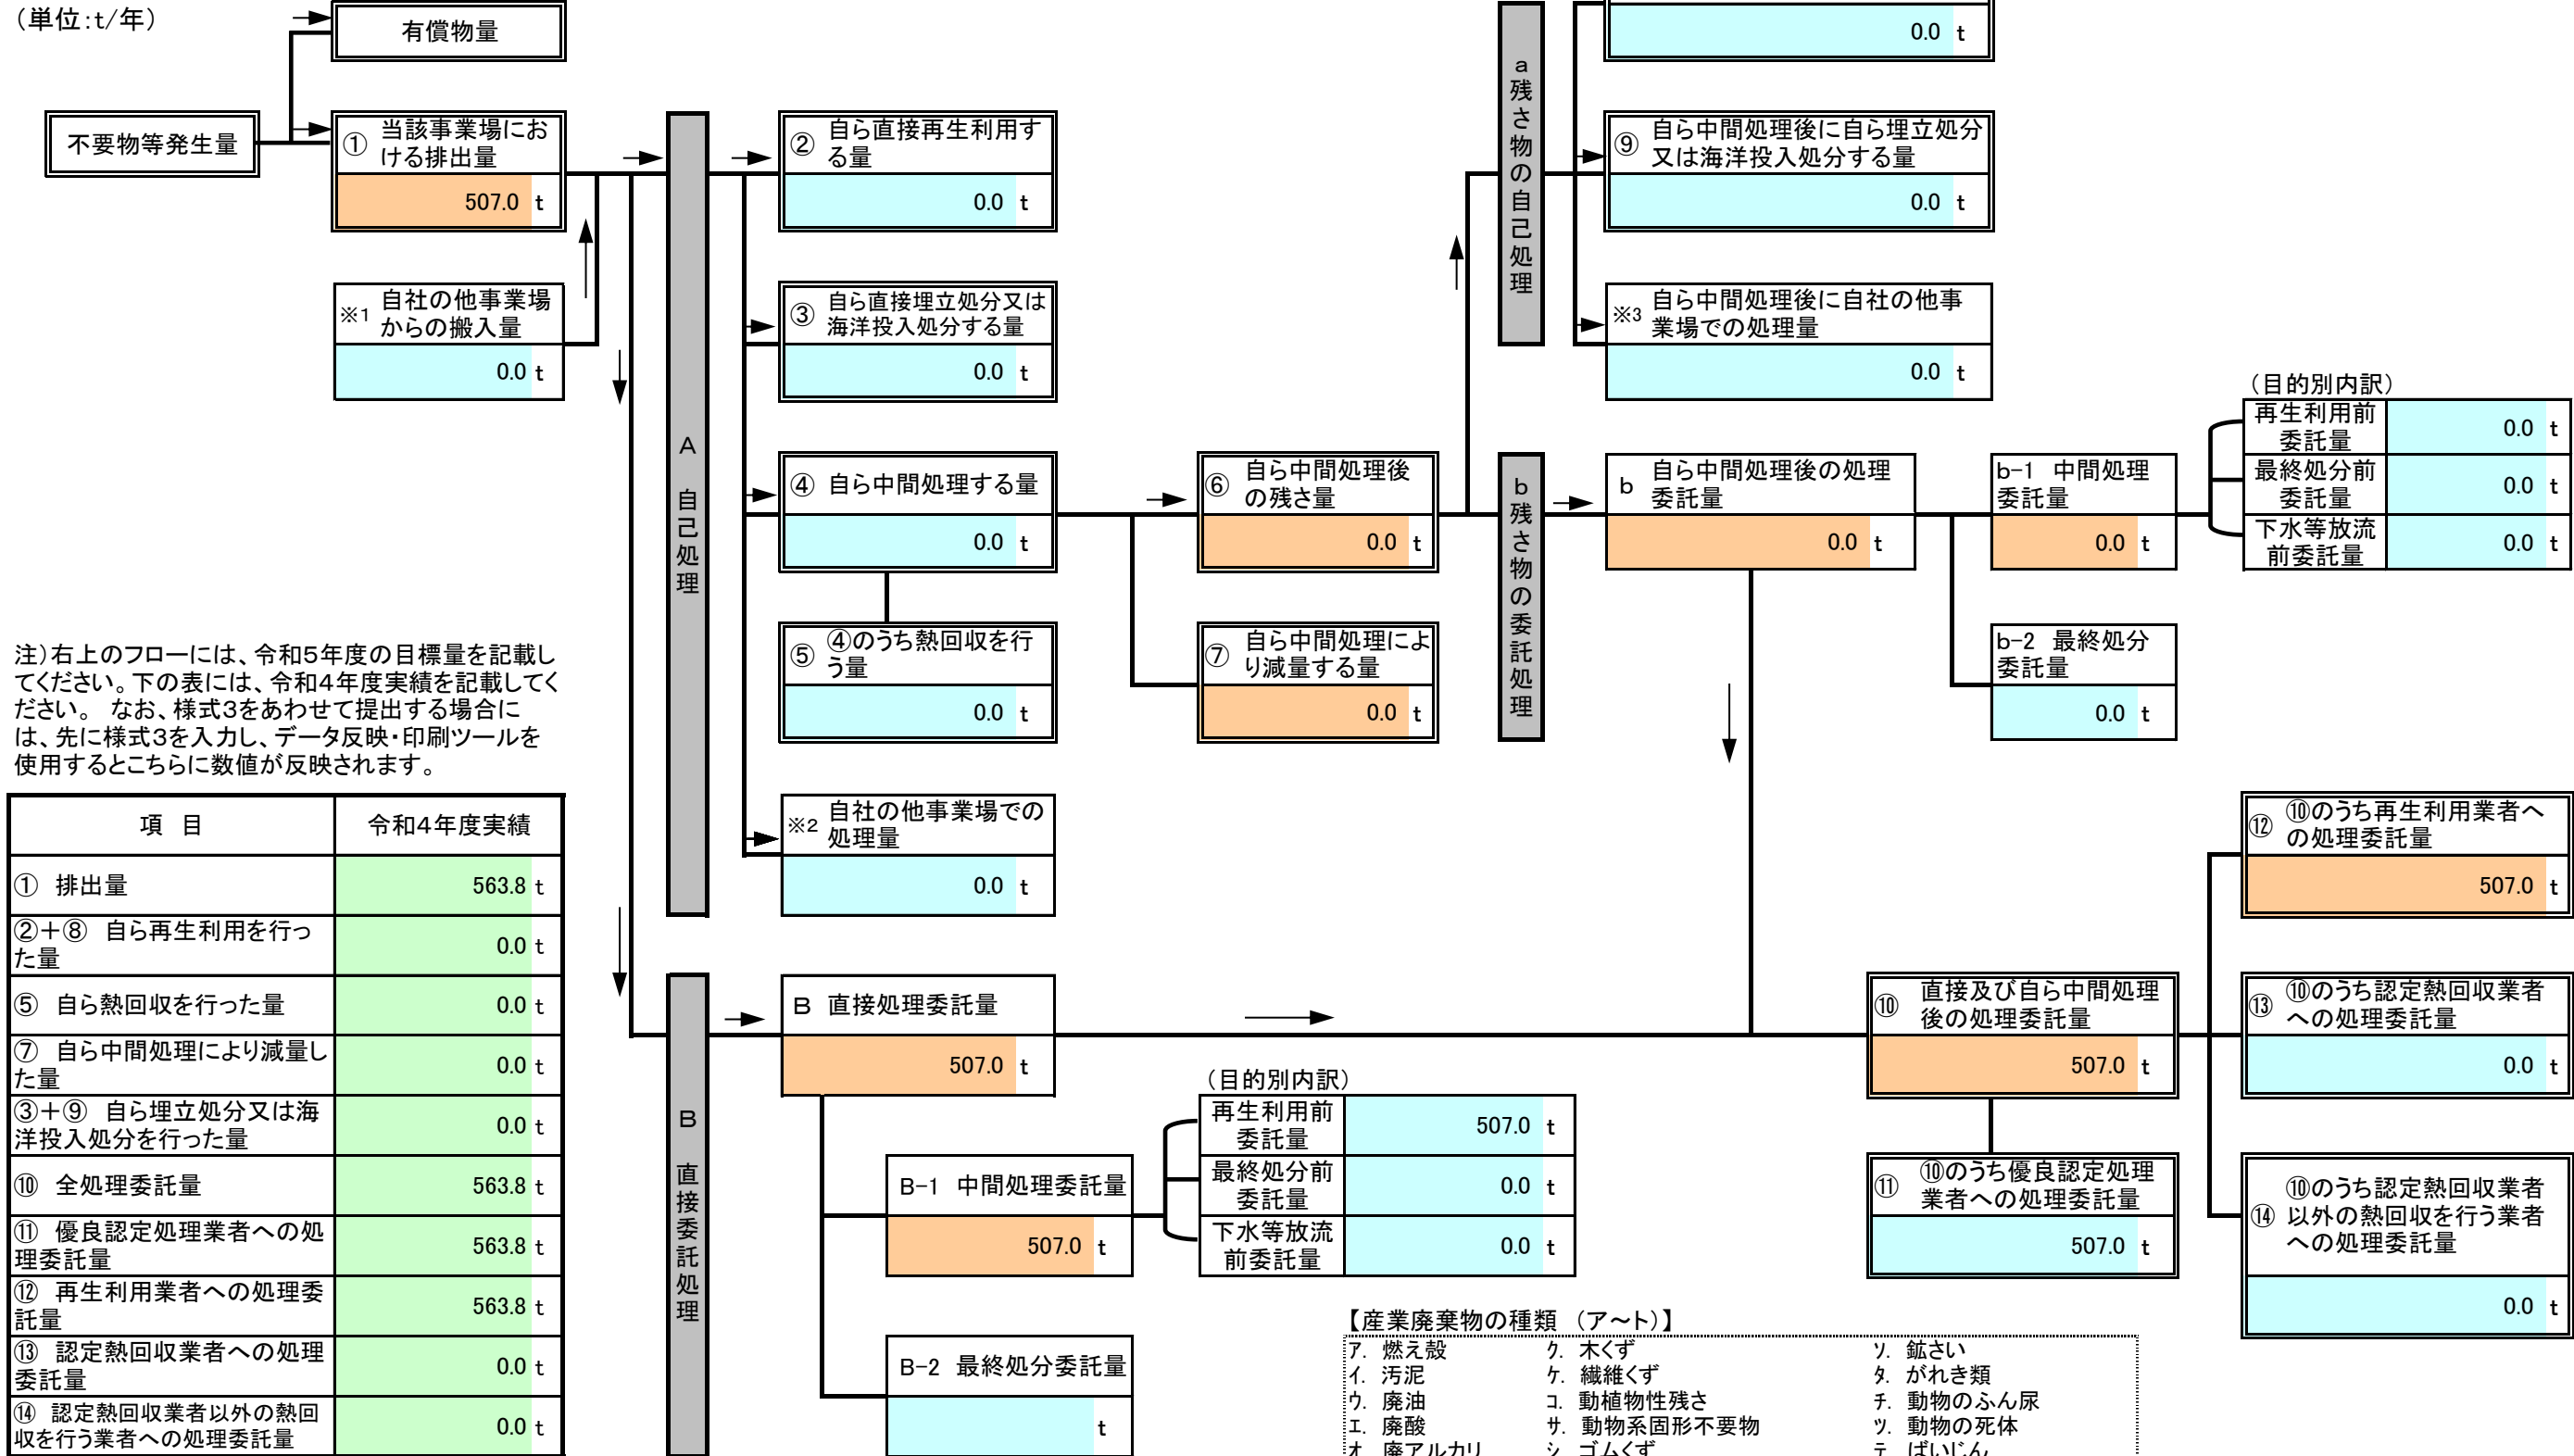 （単位：t/年）
有償物量
不要物等発生量
① 当該事業場にお
ける排出量
507.0 t
※1 自社の他事業場
からの搬入量
0.0 t
A 自己処理
② 自ら直接再生利用す
る量
0.0 t
③ 自ら直接埋立処分又は
海洋投入処分する量
0.0 t
④ 自ら中間処理する量
0.0 t
⑤ ④のうち熱回収を行
う量
0.0 t
※2 自社の他事業場での
処理量
0.0 t
⑥ 自ら中間処理後
の残さ量
0.0 t
⑦ 自ら中間処理によ
り減量する量
0.0 t
a 残さ物の自己処理
0.0 t
⑨ 自ら中間処理後に自ら埋立処分
又は海洋投入処分する量
0.0 t
※3 自ら中間処理後に自社の他事
業場での処理量
0.0 t
b 残さ物の委託処理
b 自ら中間処理後の処理
委託量
0.0 t
b-1 中間処理
委託量
0.0 t
b-2 最終処分
委託量
0.0 t
（目的別内訳）
再生利用前
委託量
0.0 t
最終処分前
委託量
0.0 t
下水等放流
前委託量
0.0 t
注）右上のフローには、令和５年度の目標量を記載し
てください。下の表には、令和４年度実績を記載してく
ださい。 なお、様式３をあわせて提出する場合に
は、先に様式３を入力し、データ反映・印刷ツールを
使用するとこちらに数値が反映されます。
項 目 令和４年度実績
① 排出量 563.8 t
②＋⑧ 自ら再生利用を行っ
た量 0.0 t
⑤ 自ら熱回収を行った量 0.0 t
⑦ 自ら中間処理により減量し
た量 0.0 t
③＋⑨ 自ら埋立処分又は海
洋投入処分を行った量 0.0 t
⑩ 全処理委託量 563.8 t
⑪ 優良認定処理業者への処
理委託量 563.8 t
⑫ 再生利用業者への処理委
託量 563.8 t
⑬ 認定熱回収業者への処理
委託量 0.0 t
⑭ 認定熱回収業者以外の熱回
収を行う業者への処理委託量 0.0 t
B 直接委託処理
B 直接処理委託量
507.0 t
B-1 中間処理委託量
507.0 t
B-2 最終処分委託量
t
（目的別内訳）
再生利用前
委託量
507.0 t
最終処分前
委託量
0.0 t
下水等放流
前委託量
0.0 t
⑩ 直接及び自ら中間処理
後の処理委託量
507.0 t
⑪ ⑩のうち優良認定処理
業者への処理委託量
507.0 t
⑫ ⑩のうち再生利用業者へ
の処理委託量
507.0 t
⑬ ⑩のうち認定熱回収業者
への処理委託量
0.0 t
⑭ ⑩のうち認定熱回収業者
以外の熱回収を行う業者
への処理委託量
0.0 t
【産業廃棄物の種類 （ア～ト）】
ｱ. 燃え殻 ｸ. 木くず ｿ. 鉱さい
ｲ. 汚泥 ｹ. 繊維くず ﾀ. がれき類
ｳ. 廃油 ｺ. 動植物性残さ ﾁ. 動物のふん尿
ｴ. 廃酸 ｻ. 動物系固形不要物 ﾂ. 動物の死体
ｵ. 廃アルカリ ｼ. ゴムくず ﾃ. ばいじん